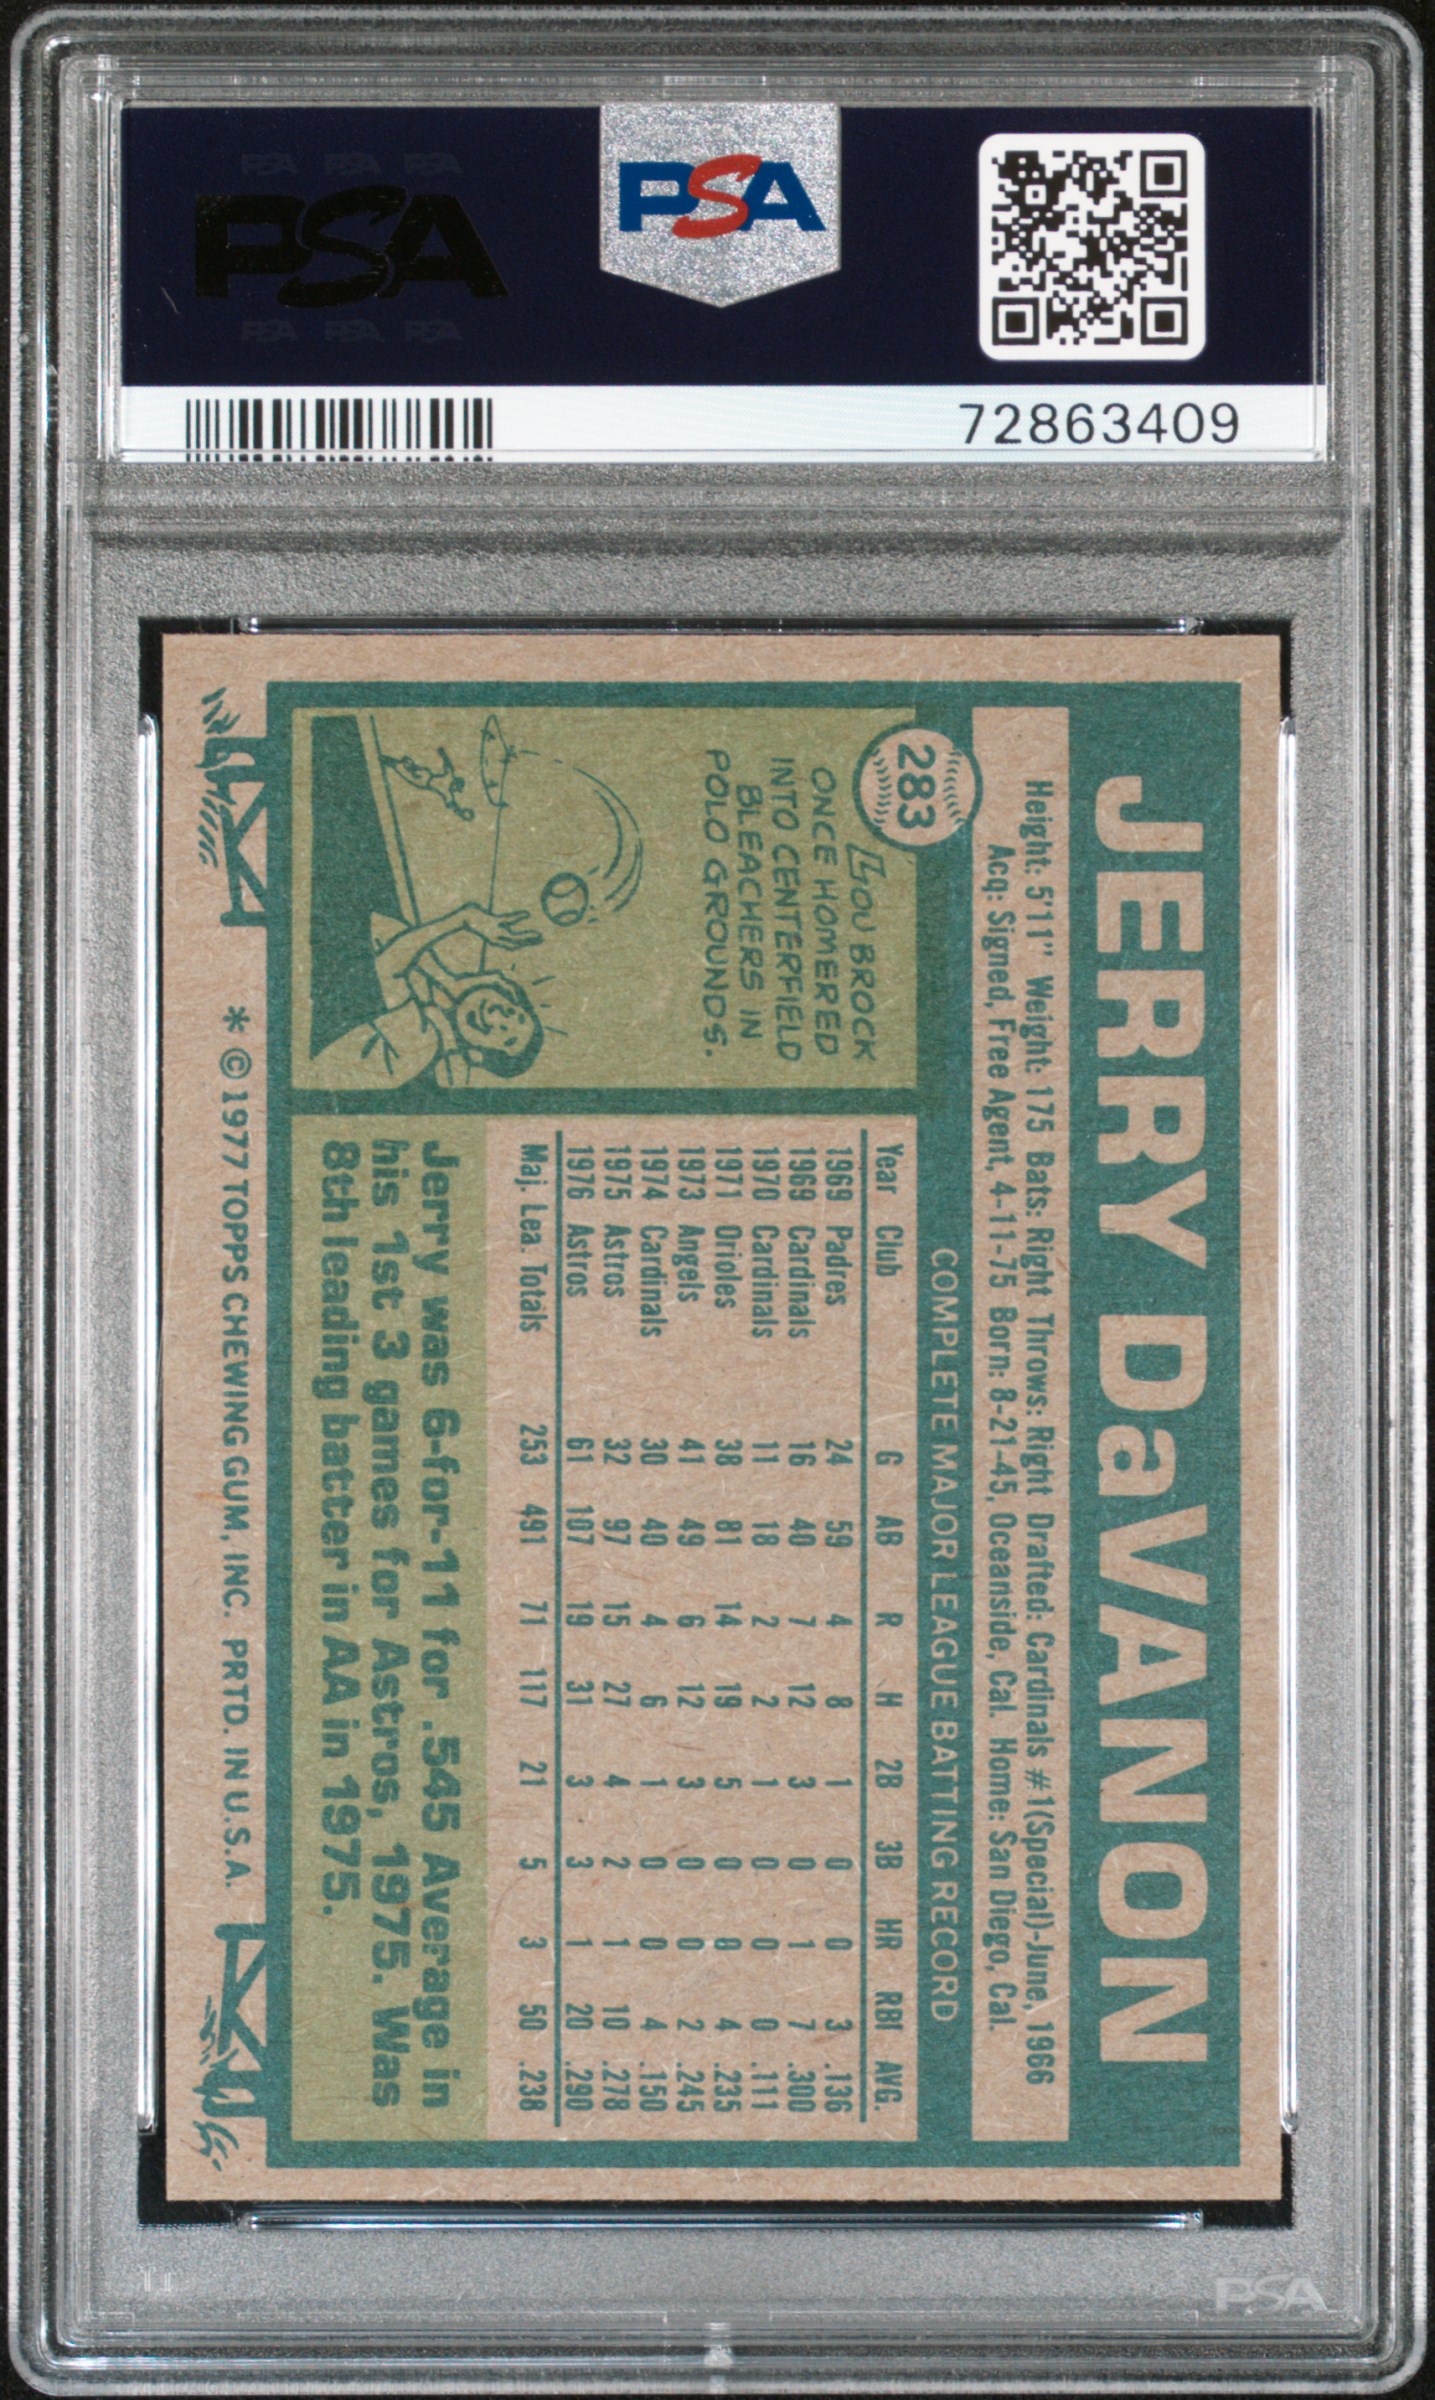 PSA PSA PSA
PSA
PSA PSA PSA
PSA
72863409
JERRY DaVANON
Height: 5'11" Weight: 175 Bats: Right Throws: Right Drafted: Cardinals #1(Special)-June, 1966
Acq: Signed, Free Agent, 4-11-75 Born: 8-21-45, Oceanside, Cal. Home: San Diego, Cal.
283
COMPLETE MAJOR LEAGUE BATTING RECORD
LOU BROCK
ONCE HOMERED
INTO CENTERFIELD
BLEACHERS IN
POLO GROUNDS.
Year Club G AB R H 2B 3B HR RBI AVG.
1969 Padres 24 59 4 8 1 0 0 3 .136
1969 Cardinals 16 40 7 12 3 0 1 7 .300
1970 Cardinals 11 18 2 2 1 0 0 0 .111
1971 Orioles 38 81 14 19 5 0 0 4 .235
1973 Angels 41 49 6 12 3 0 0 2 .245
1974 Cardinals 30 40 4 6 1 0 0 4 .150
1975 Astros 32 97 15 27 4 2 1 10 .278
1976 Astros 61 107 19 31 3 3 1 20 .290
Maj. Lea. Totals 253 491 71 117 21 5 3 50 .238
Jerry was 6-for-11 for .545 Average in
his 1st 3 games for Astros, 1975. Was
8th leading batter in AA in 1975.
* © 1977 TOPPS CHEWING GUM, INC. PRTD. IN U.S.A.
PSA